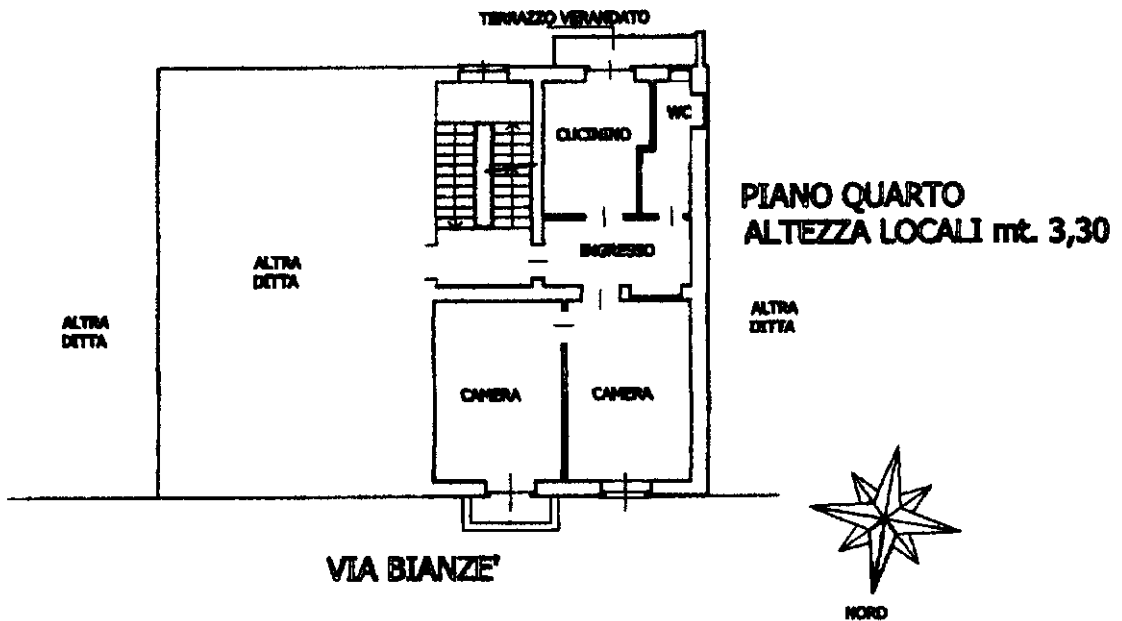 TERRAZZO VERANDATO
WC
CUCININO
PIANO QUARTO
ALTEZZA LOCALI mt. 3,30
INGRESSO
ALTRA
DITTA
ALTRA
DITTA
ALTRA
DITTA
CAMERA
CAMERA
VIA BIANZE'
NORD